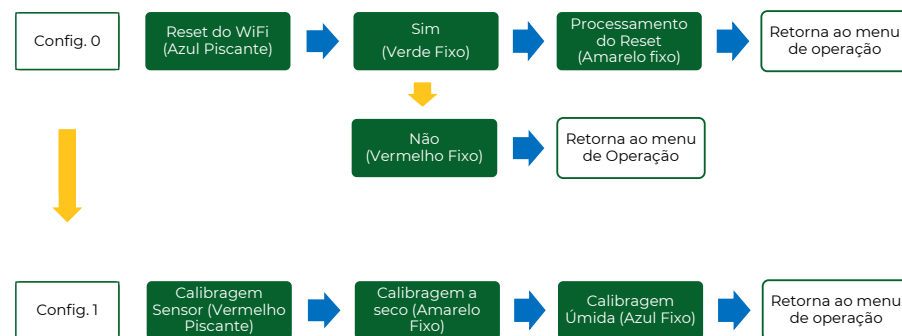 Config. 0
Reset do WiFi
(Azul Piscante)
Sim
(Verde Fixo)
Processamento
do Reset
(Amarelo fixo)
Retorna ao menu
de operação
Não
(Vermelho Fixo)
Retorna ao menu
de Operação
Config. 1
Calibragem
Sensor (Vermelho
Piscante)
Calibragem a
seco (Amarelo
Fixo)
Calibragem
Úmida (Azul Fixo)
Retorna ao menu
de operação